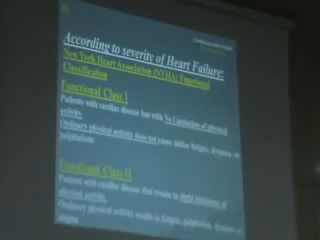 According to severity of Heart Failure:
New York Heart Association (NYHA) Functional
Classification
Functional Class I
Patients with cardiac disease but with No Limitation of physical
activity.
Ordinary physical activity does not cause undue fatigue, dyspnea, or
palpitations
Functional Class II
Patients with cardiac disease that results in slight limitation of
physical activity.
Ordinary physical activity results in fatigue, palpitation, dyspnea or
angina